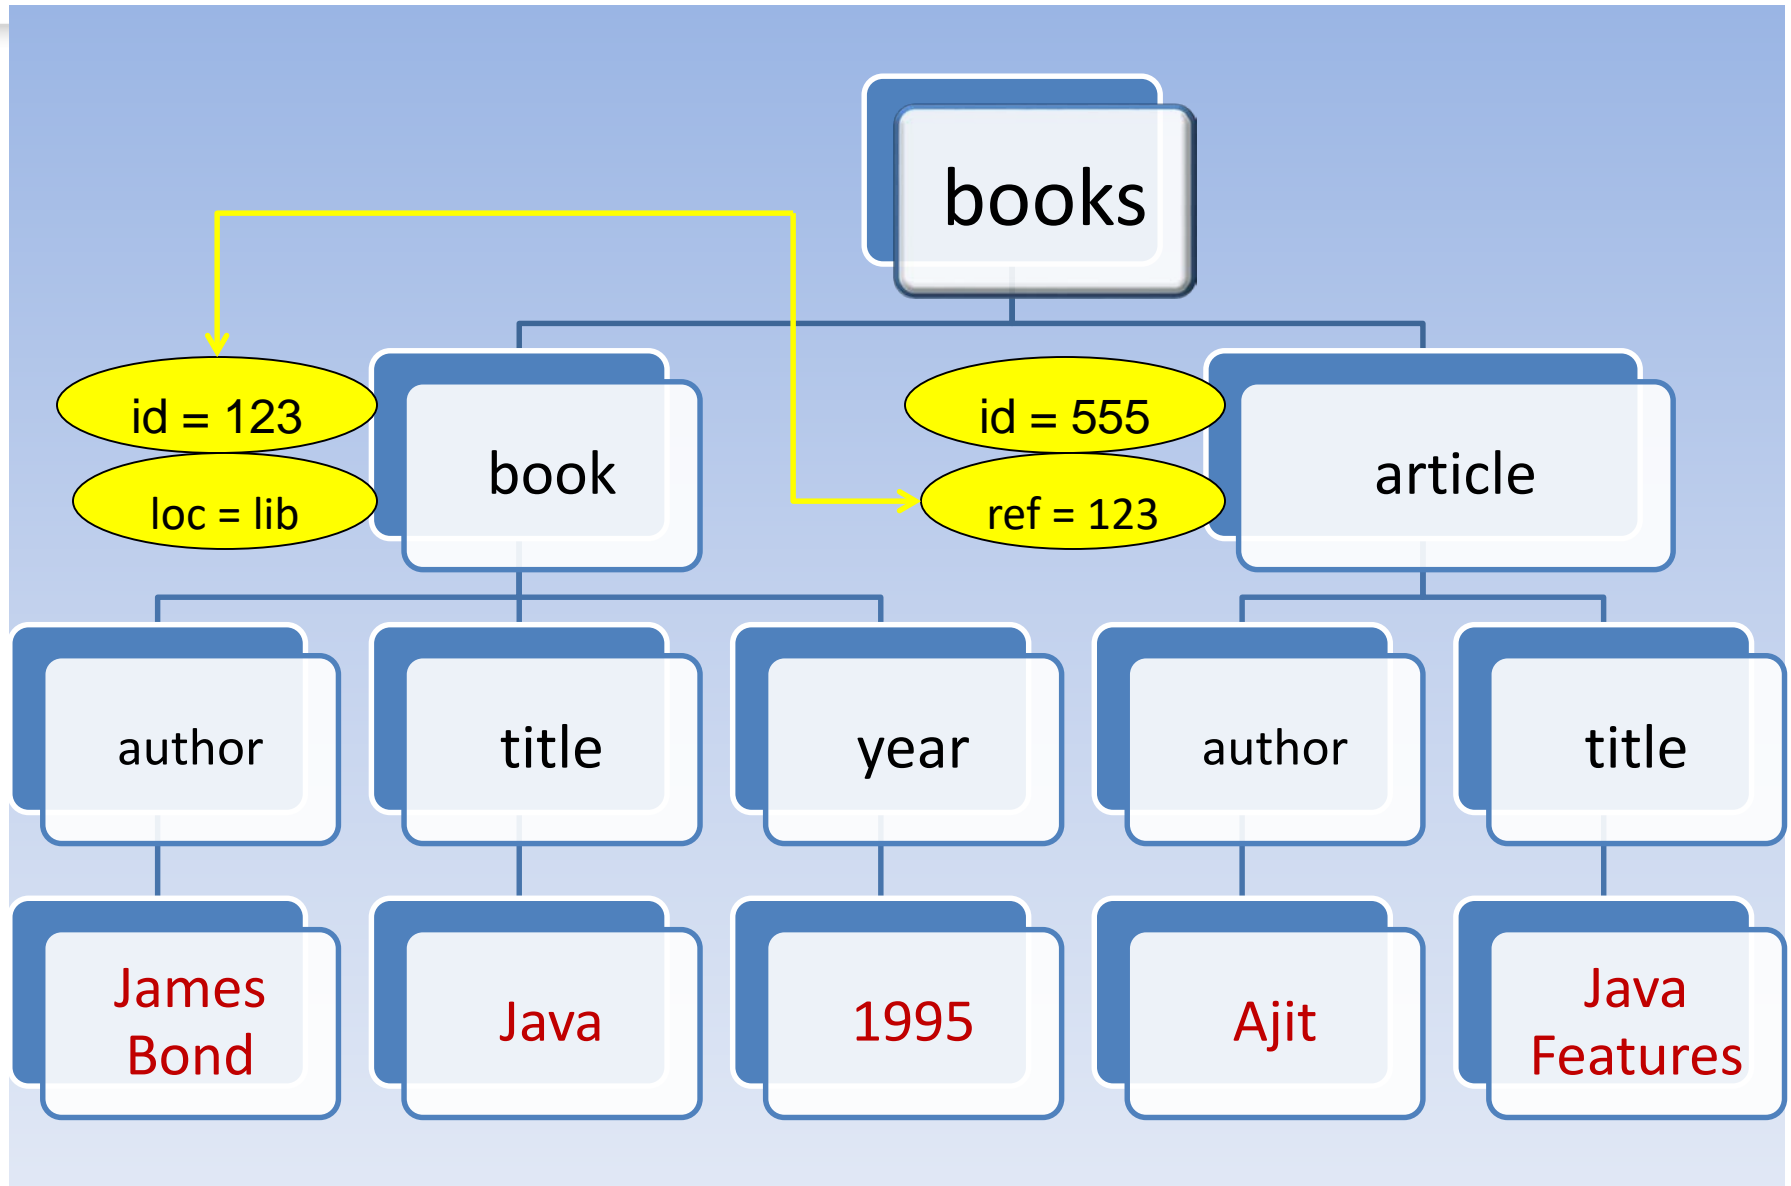 books
id = 123
loc = lib
book
id = 555
ref = 123
article
author
title
year
author
title
James
Bond
Java
1995
Ajit
Java
Features